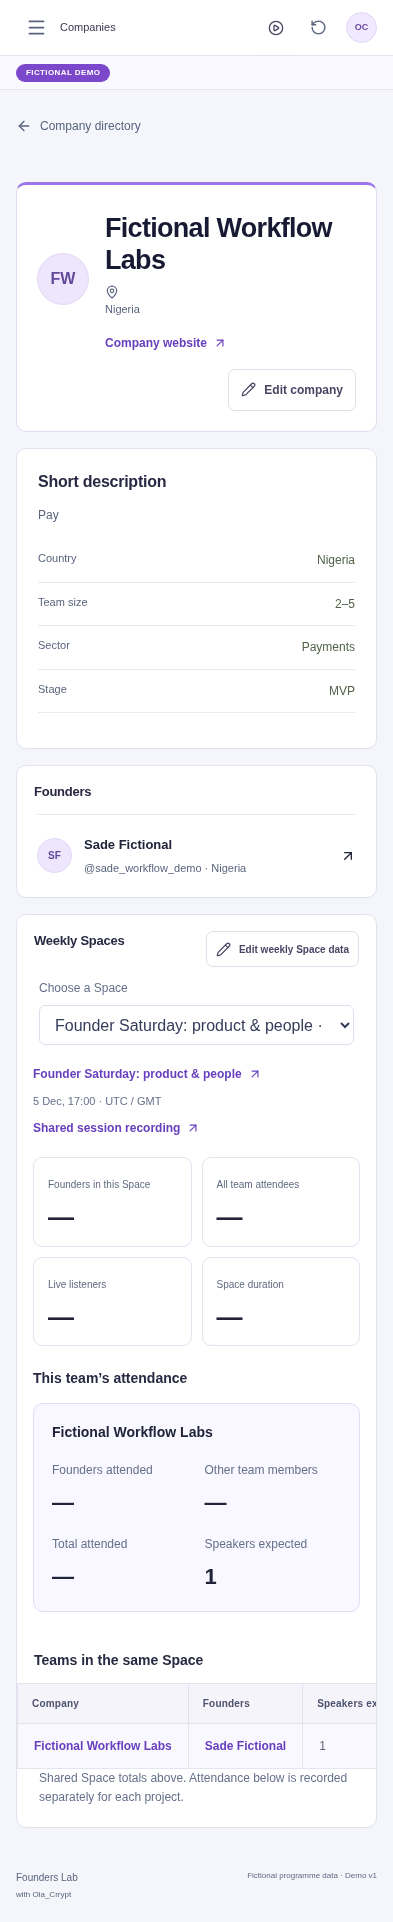 Companies
OC
FICTIONAL DEMO
Company directory
FW
Fictional Workflow
Labs
Nigeria
Company website
Edit company
Short description
Pay
Country
Nigeria
Team size
2–5
Sector
Payments
Stage
MVP
Founders
SF
Sade Fictional
@sade_workflow_demo · Nigeria
Weekly Spaces
Edit weekly Space data
Choose a Space
Founder Saturday: product & people ·
Founder Saturday: product & people
5 Dec, 17:00 · UTC / GMT
Shared session recording
Founders in this Space
—
All team attendees
—
Live listeners
—
Space duration
—
This team’s attendance
Fictional Workflow Labs
Founders attended
—
Other team members
—
Total attended
—
Speakers expected
1
Teams in the same Space
Company
Founders
Speakers ex
Fictional Workflow Labs
Sade Fictional
1
Shared Space totals above. Attendance below is recorded
separately for each project.
Founders Lab
with Ola_Crrypt
Fictional programme data · Demo v1